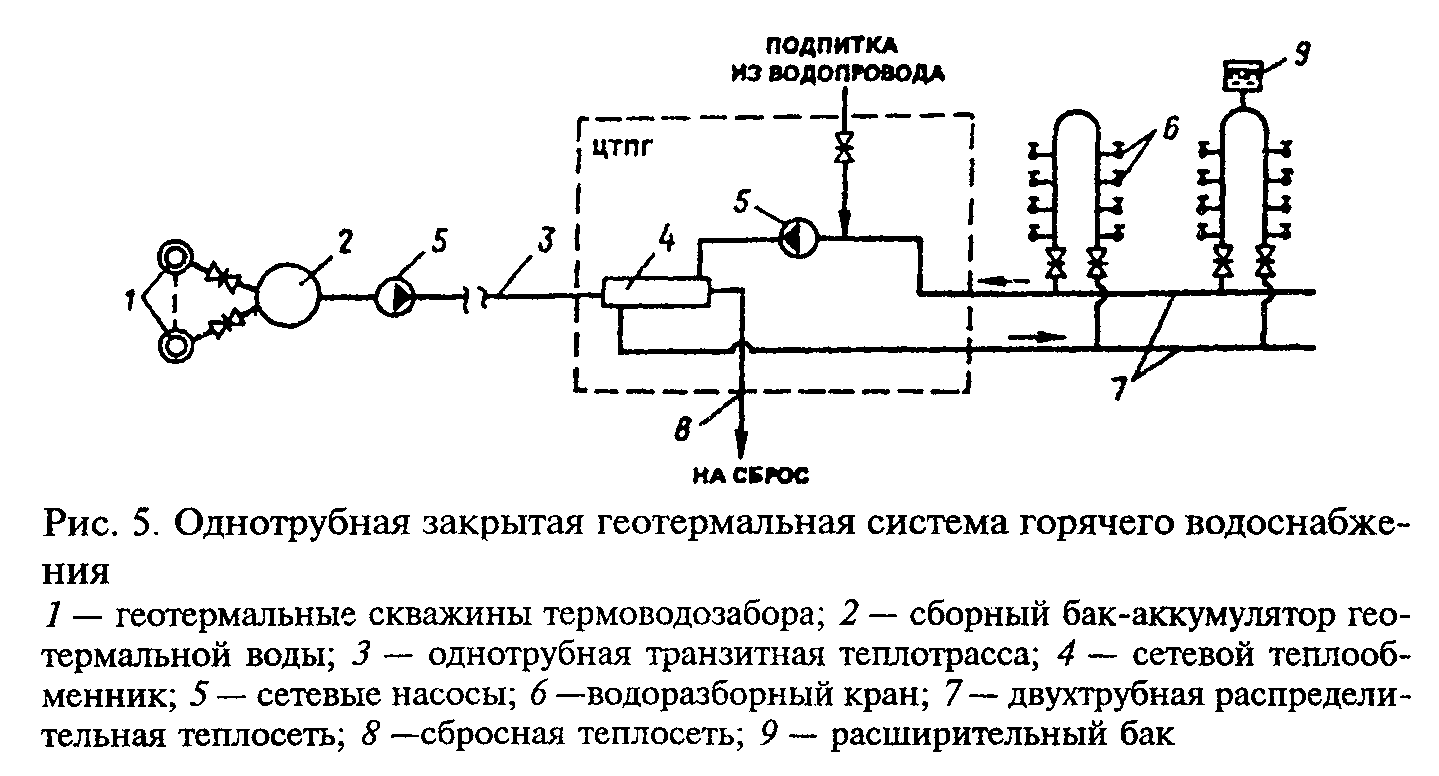 ПОДПИТКА
ИЗ ВОДОПРОВОДА
9
ЦТПГ
6
5
2
5
3
4
1
7
8
НА СБРОС
Рис. 5. Однотрубная закрытая геотермальная система горячего водоснабже-
ния
1 — геотермальные скважины термоводозабора; 2 — сборный бак-аккумулятор гео-
термальной воды; 3 — однотрубная транзитная теплотрасса; 4 — сетевой теплооб-
менник; 5 — сетевые насосы; 6 —водоразборный кран; 7 — двухтрубная распредели-
тельная теплосеть; 8 —сбросная теплосеть; 9 — расширительный бак